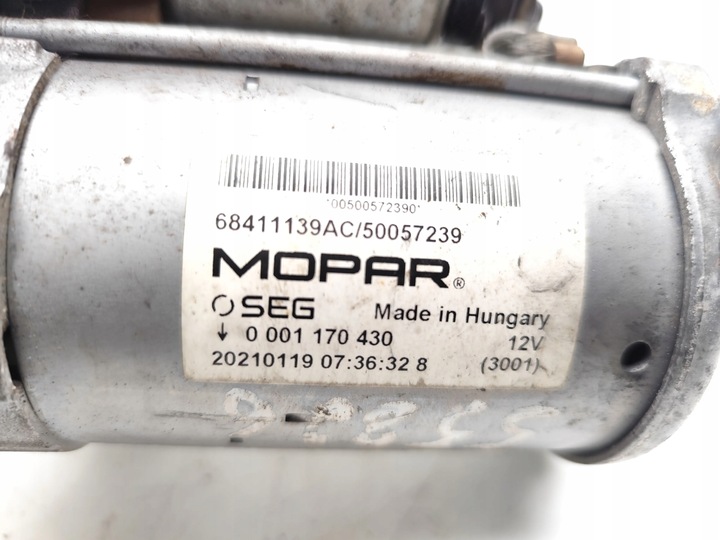 *00500572390*
68411139AC/50057239
MOPAR®
SEG Made in Hungary
↓ 0 001 170 430 12V
20210119 07:36:32 8 (3001)